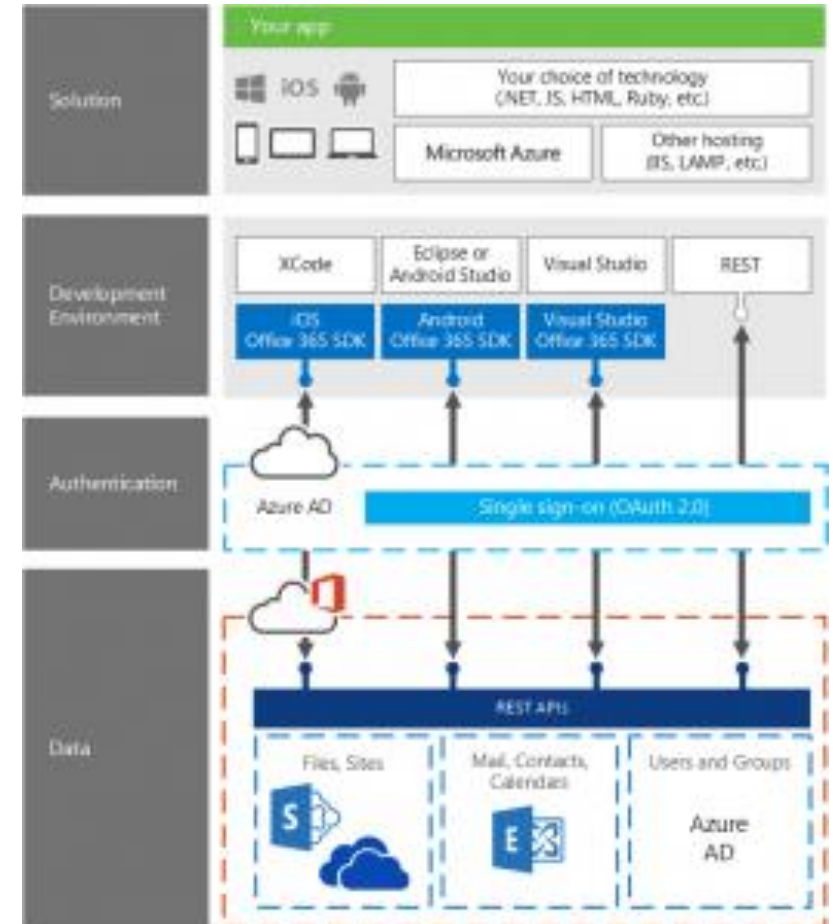 Solution
Your app
iOS
Your choice of technology
(.NET, JS, HTML, Ruby, etc.)
Microsoft Azure
Other hosting
(IIS, LAMP, etc.)
Development
Environment
XCode
Eclipse or
Android Studio
Visual Studio
REST
iOS
Office 365 SDK
Android
Office 365 SDK
Visual Studio
Office 365 SDK
Authentication
Azure AD
Single sign-on (OAuth 2.0)
Data
REST APIs
Files, Sites
S
Mail, Contacts,
Calendars
E
Users and Groups
Azure
AD